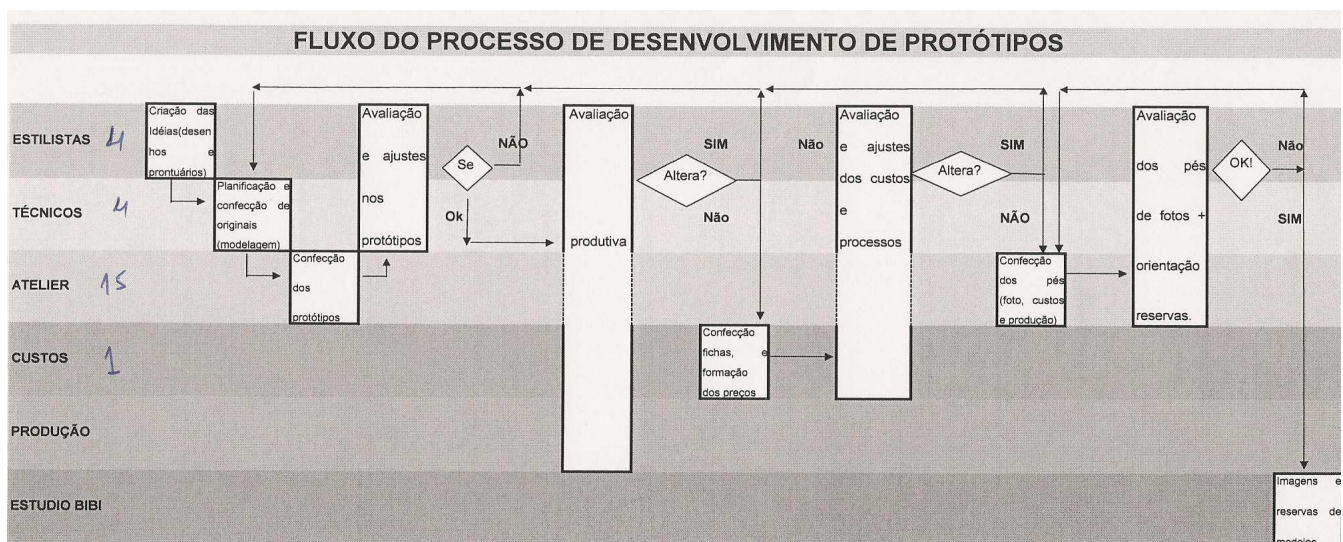 FLUXO DO PROCESSO DE DESENVOLVIMENTO DE PROTÓTIPOS
ESTILISTAS 4
TÉCNICOS 4
ATELIER 15
CUSTOS 1
PRODUÇÃO
ESTUDIO BIBI
Criação das
Idéias(desen
hos e
prontuários)
Planificação e
confecção de
originais
(modelagem)
Confecção
dos
protótipos
Avaliação
e ajustes
nos
protótipos
Se
NÃO
Ok
Avaliação
produtiva
Altera?
SIM
Não
Confecção
fichas, e
formação
dos preços
Não
Avaliação
e ajustes
dos custos
e
processos
Altera?
SIM
NÃO
Confecção
dos pés
(foto, custos
e produção)
Avaliação
dos pés
de fotos +
orientação
reservas.
OK!
Não
SIM
Imagens e
reservas de
modelos